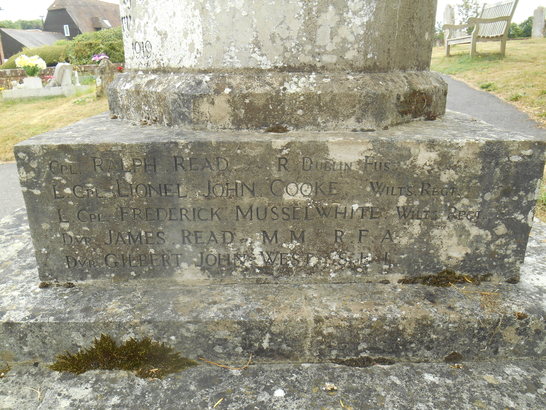 1919
CPL. RALPH READ R. DUBLIN FUS.
L. CPL. LIONEL JOHN COOKE WILTS REGT.
L. CPL. FREDERICK MUSSELWHITE WILTS REGT.
DVR. JAMES READ M.M. R.F.A.
DVR. GILBERT JOHN WEST